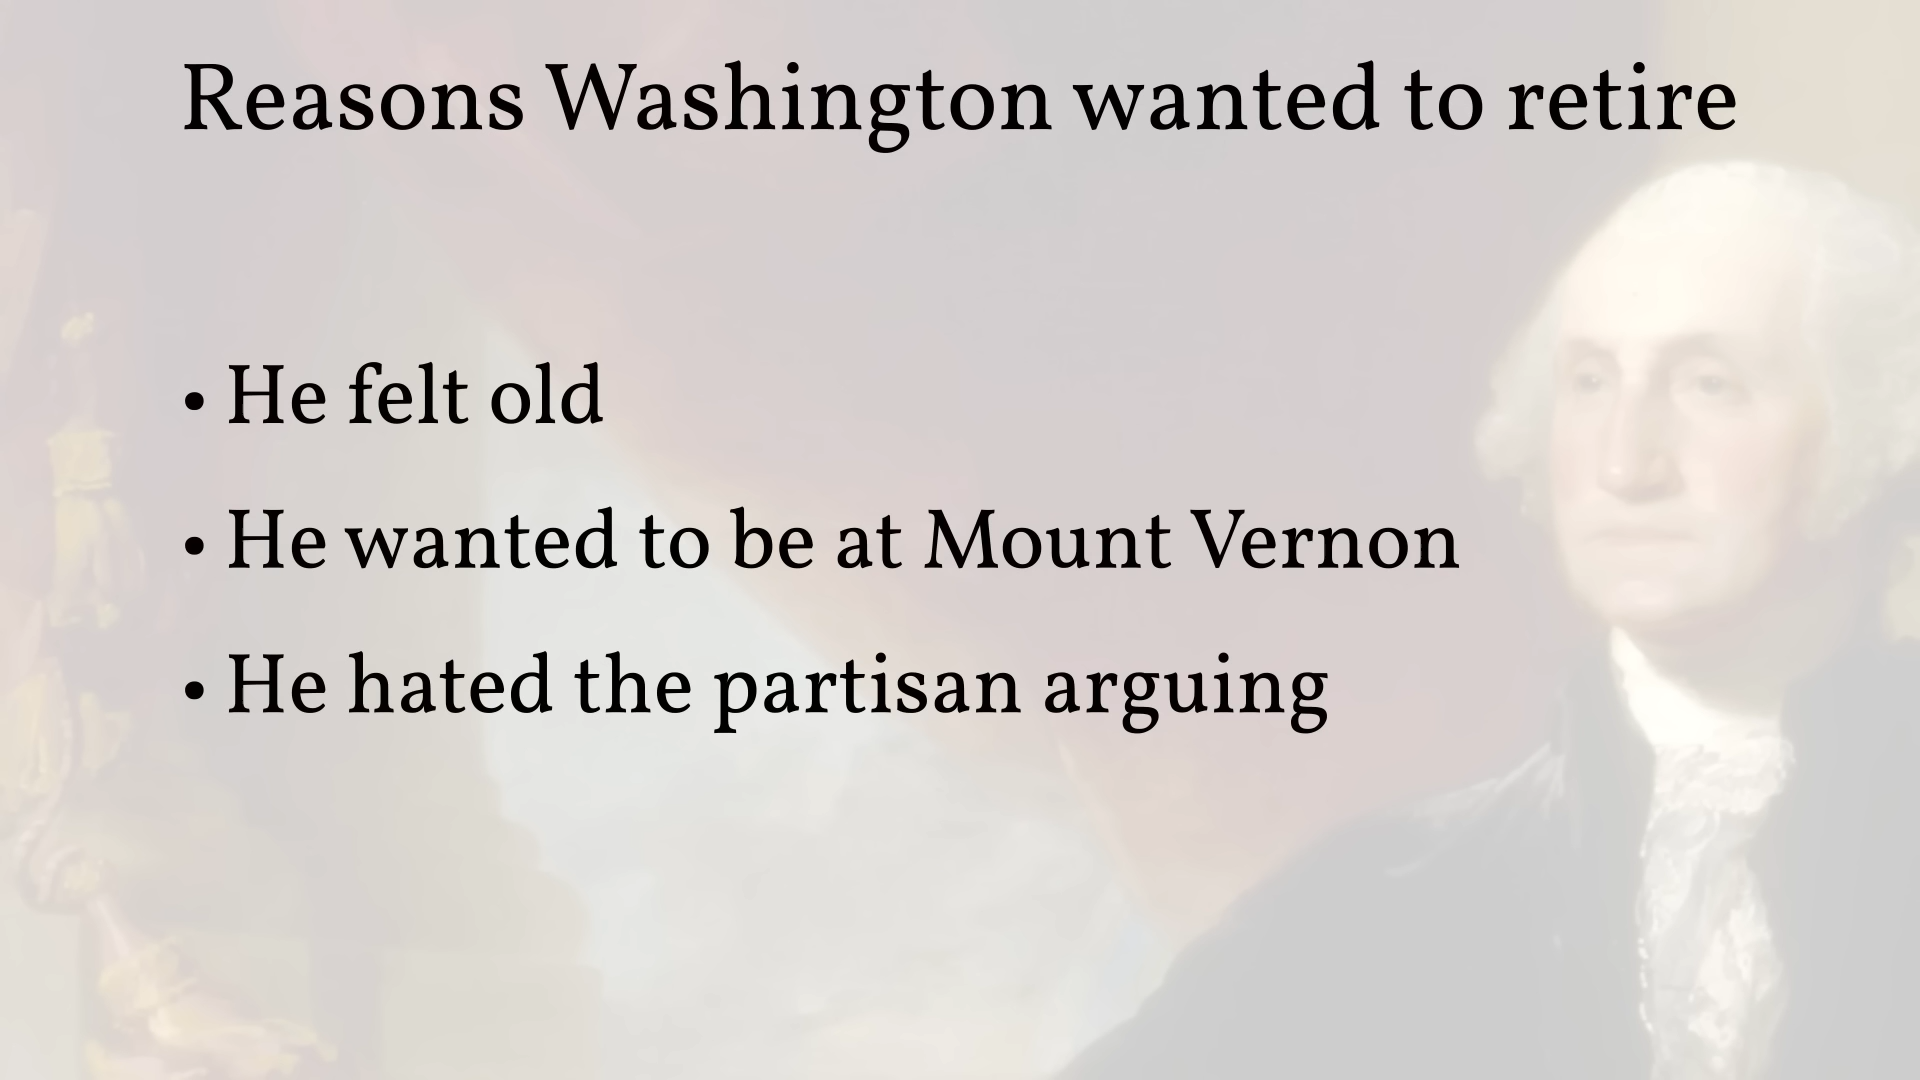 Reasons Washington wanted to retire
• He felt old
• He wanted to be at Mount Vernon
• He hated the partisan arguing